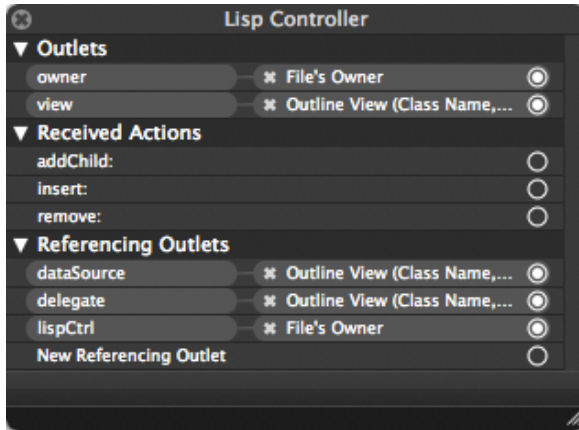 Lisp Controller
Outlets
owner File's Owner
view Outline View (Class Name,...
Received Actions
addChild:
insert:
remove:
Referencing Outlets
dataSource Outline View (Class Name,...
delegate Outline View (Class Name,...
lispCtrl File's Owner
New Referencing Outlet